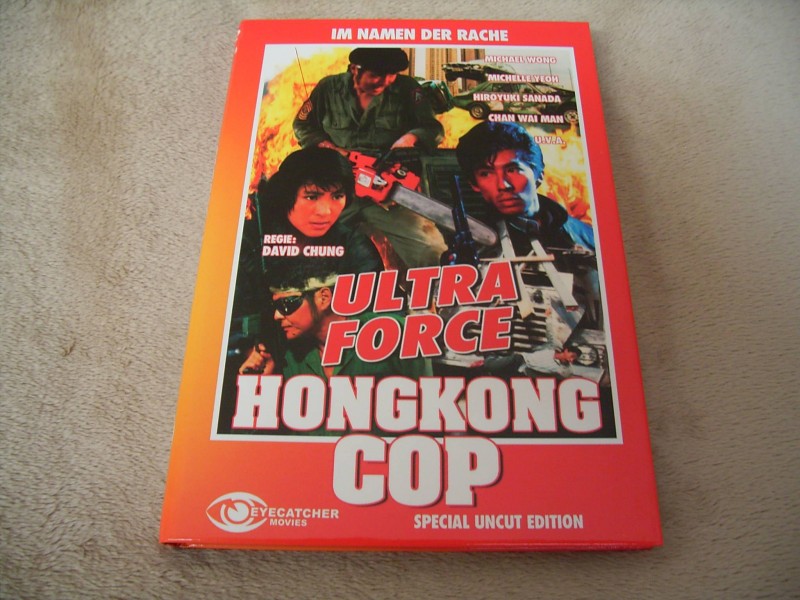 IM NAMEN DER RACHE
MICHAEL WONG
MICHELLE YEOH
HIROYUKI SANADA
CHAN WAI MAN
U.V.A.
REGIE:
DAVID CHUNG
ULTRA
FORCE
HONGKONG
COP
EYECATCHER
MOVIES
SPECIAL UNCUT EDITION